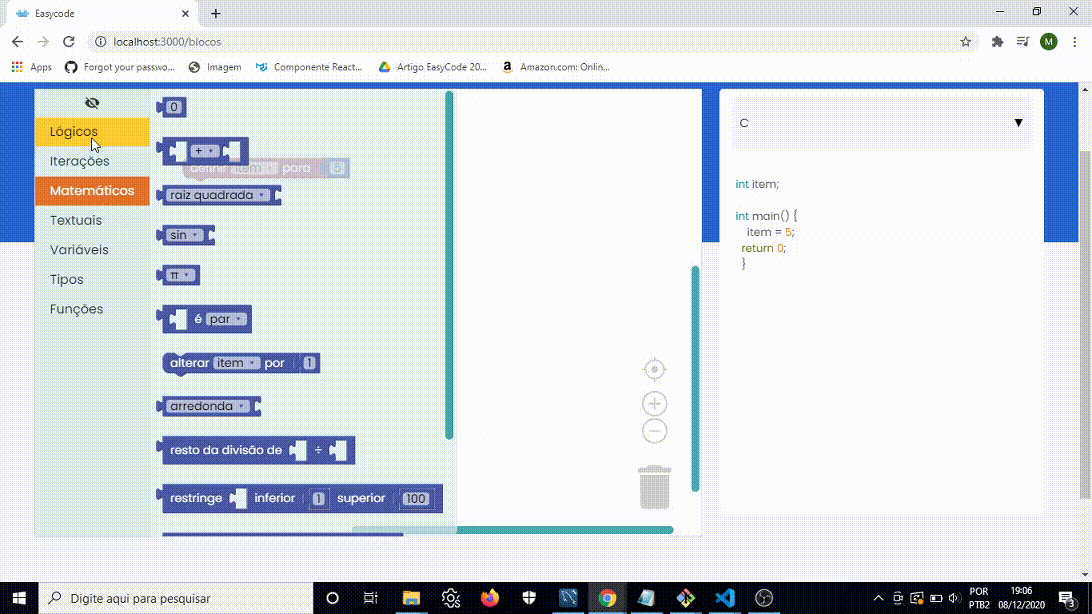 Easycode
localhost:3000/blocos
M
Apps
Forgot your passwo...
Imagem
Componente React...
Artigo EasyCode 20...
Amazon.com: Onlin...
Lógicos
Iterações
Matemáticos
Textuais
Variáveis
Tipos
Funções
0
+
definir item para 5
raiz quadrada
sin
π
é par
alterar item por 1
arredonda
resto da divisão de ÷
restringe inferior 1 superior 100
C
int item;
int main() {
item = 5;
return 0;
}
Digite aqui para pesquisar
POR
PTB2
19:06
08/12/2020
3